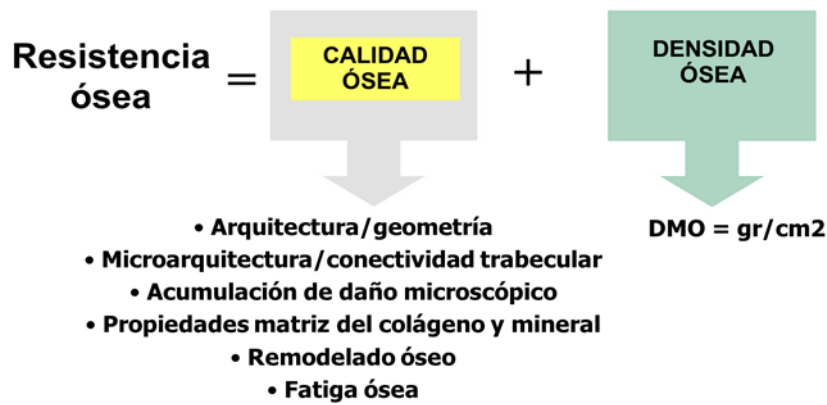 Resistencia
ósea
=
CALIDAD
ÓSEA
+
DENSIDAD
ÓSEA
• Arquitectura/geometría
• Microarquitectura/conectividad trabecular
• Acumulación de daño microscópico
• Propiedades matriz del colágeno y mineral
• Remodelado óseo
• Fatiga ósea
DMO = gr/cm2